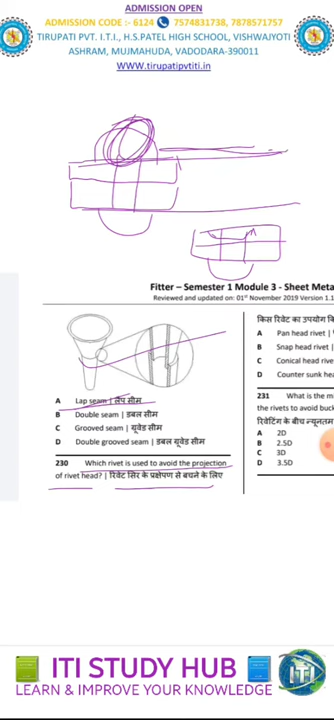 ADMISSION OPEN
ADMISSION CODE :- 6124 7574831738, 7878571757
TIRUPATI PVT. I.T.I., H.S.PATEL HIGH SCHOOL, VISHWAJYOTI
ASHRAM, MUJMAHUDA, VADODARA-390011
WWW.tirupatipvtiti.in
Fitter – Semester 1 Module 3 - Sheet Meta
Reviewed and updated on: 01st November 2019 Version 1.1
A Lap seam | लैप सीम
B Double seam | डबल सीम
C Grooved seam | ग्रूवेड सीम
D Double grooved seam | डबल ग्रूवेड सीम
230 Which rivet is used to avoid the projection
of rivet head? | रिवेट सिर के प्रक्षेपण से बचने के लिए
किस रिवेट का उपयोग कि
A Pan head rivet |
B Snap head rivet |
C Conical head rive
D Counter sunk hea
231 What is the m
the rivets to avoid buck
रिवेटिंग के बीच न्यूनतम
A 2D
B 2.5D
C 3D
D 3.5D
ITI STUDY HUB
LEARN & IMPROVE YOUR KNOWLEDGE
ITI